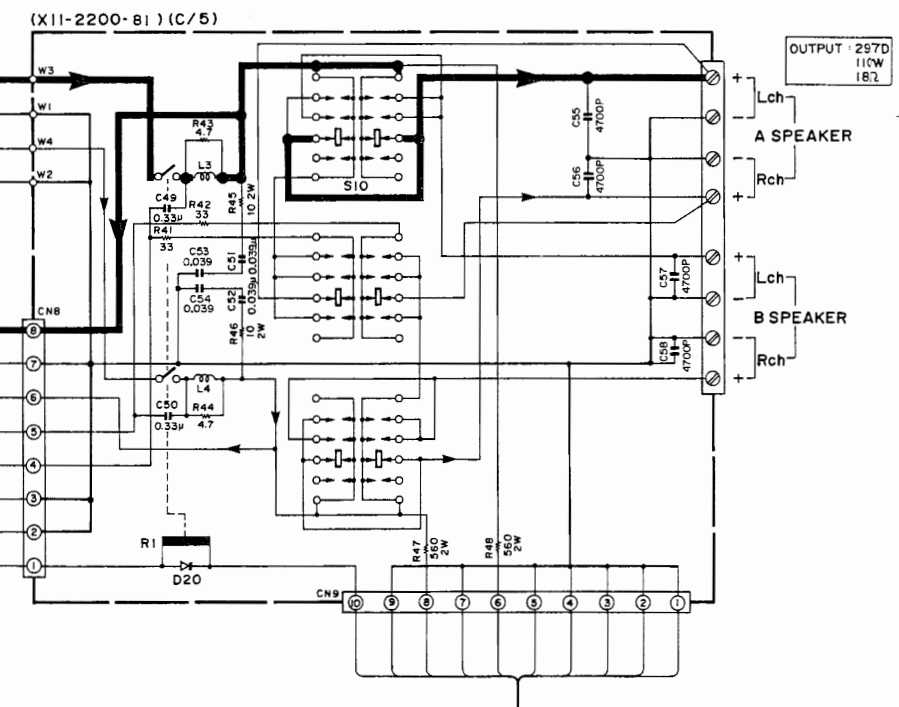 (X11-2200-81)(C/5)
OUTPUT : 297D
110W
18Ω
W3
W1
W4
W2
R43
4.7
L3
C49
0.33μ
R42
33
R41
33
R45
10 2W
C53
0.039
C54
0.039
C51
0.039μ
C52
0.039μ
R46
10
2W
S10
C55
4700P
C56
4700P
C57
4700P
C58
4700P
+
-
Lch
A SPEAKER
-
Rch
+
+
Lch
-
B SPEAKER
-
Rch
+
CN8
8
7
6
5
4
3
2
1
L4
C50
0.33μ
R44
4.7
R1
D20
R47
560
2W
R48
560
2W
CN9
10 9 8 7 6 5 4 3 2 1